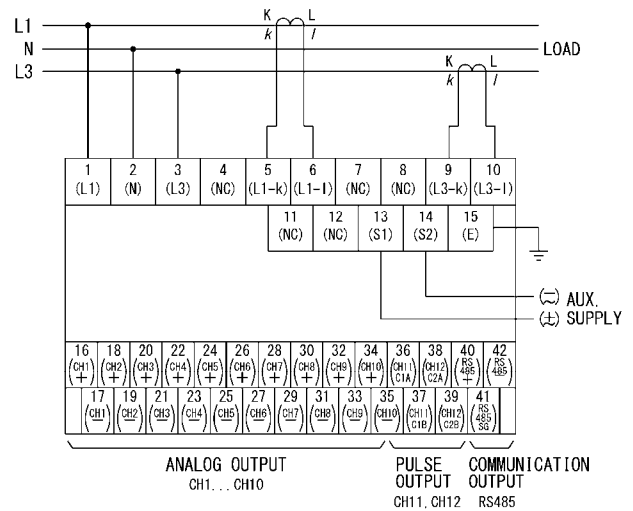 K L
L1
k l
N LOAD
K L
L3
k l
1 2 3 4 5 6 7 8 9 10
(L1) (N) (L3) (NC) (L1-k) (L1-l) (NC) (NC) (L3-k) (L3-l)
11 12 13 14 15
(NC) (NC) (S1) (S2) (E)
(≂) AUX.
(±) SUPPLY
16 18 20 22 24 26 28 30 32 34 36 38 40 42
(CH1 +) (CH2 +) (CH3 +) (CH4 +) (CH5 +) (CH6 +) (CH7 +) (CH8 +) (CH9 +) (CH10 +) (CH11 C1A) (CH12 C2A) (RS 485 +) (RS 485)
17 19 21 23 25 27 29 31 33 35 37 39 41
(CH1 −) (CH2 −) (CH3 −) (CH4 −) (CH5 −) (CH6 −) (CH7 −) (CH8 −) (CH9 −) (CH10 −) (CH11 C1B) (CH12 C2B) (RS 485 SG)
ANALOG OUTPUT PULSE COMMUNICATION
OUTPUT OUTPUT
CH1...CH10 CH11,CH12 RS485